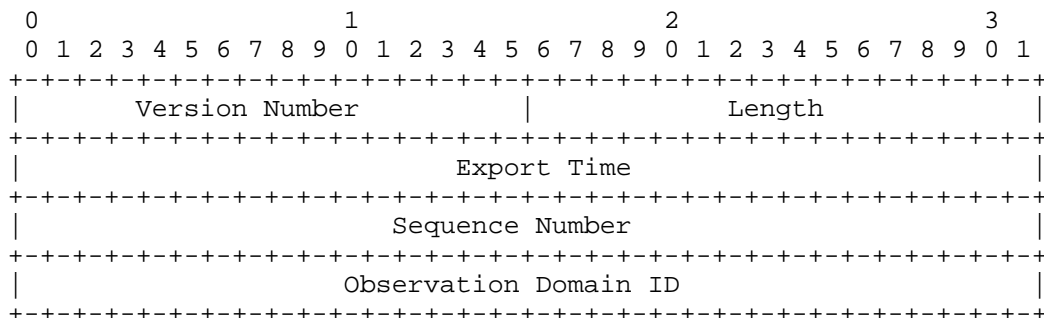 0                   1                   2                   3
 0 1 2 3 4 5 6 7 8 9 0 1 2 3 4 5 6 7 8 9 0 1 2 3 4 5 6 7 8 9 0 1
+-+-+-+-+-+-+-+-+-+-+-+-+-+-+-+-+-+-+-+-+-+-+-+-+-+-+-+-+-+-+-+-+
|       Version Number          |            Length             |
+-+-+-+-+-+-+-+-+-+-+-+-+-+-+-+-+-+-+-+-+-+-+-+-+-+-+-+-+-+-+-+-+
|                           Export Time                         |
+-+-+-+-+-+-+-+-+-+-+-+-+-+-+-+-+-+-+-+-+-+-+-+-+-+-+-+-+-+-+-+-+
|                       Sequence Number                         |
+-+-+-+-+-+-+-+-+-+-+-+-+-+-+-+-+-+-+-+-+-+-+-+-+-+-+-+-+-+-+-+-+
|                    Observation Domain ID                      |
+-+-+-+-+-+-+-+-+-+-+-+-+-+-+-+-+-+-+-+-+-+-+-+-+-+-+-+-+-+-+-+-+